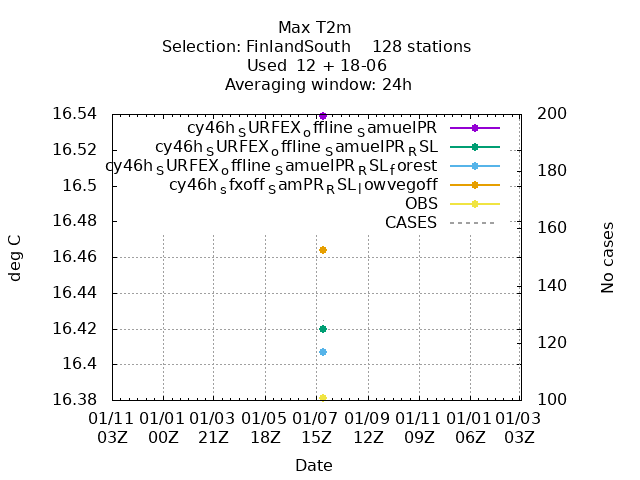 Max T2m
Selection: FinlandSouth    128 stations
Used  12 + 18-06
Averaging window: 24h
16.54
16.52
16.5
16.48
16.46
16.44
16.42
16.4
16.38
deg C
cy46h_SURFEX_offline_SamuelPR
cy46h_SURFEX_offline_SamuelPR_RSL
cy46h_SURFEX_offline_SamuelPR_RSL_forest
cy46h_sfxoff_SamPR_RSL_lowvegoff
OBS
CASES
200
180
160
140
120
100
No cases
01/11 01/01 01/03 01/05 01/07 01/09 01/11 01/01 01/03
03Z 00Z 21Z 18Z 15Z 12Z 09Z 06Z 03Z
Date